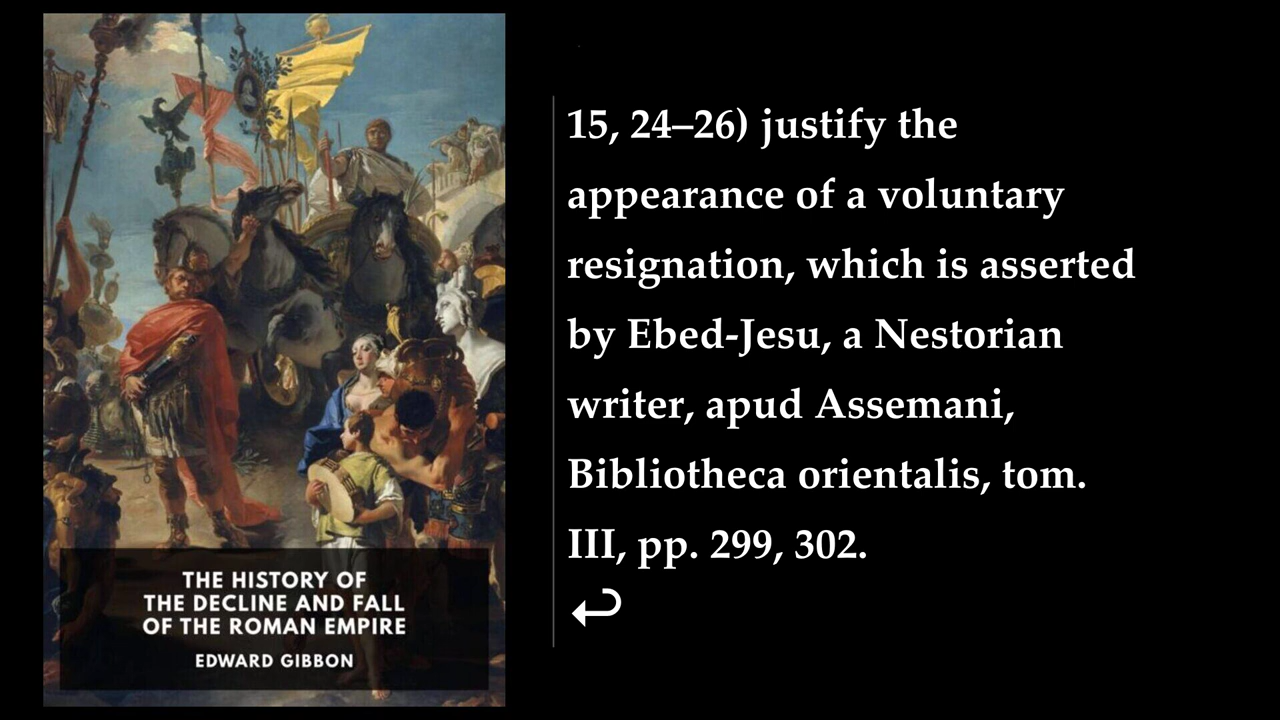 15, 24–26) justify the
appearance of a voluntary
resignation, which is asserted
by Ebed-Jesu, a Nestorian
writer, apud Assemani,
Bibliotheca orientalis, tom.
III, pp. 299, 302.
↩
THE HISTORY OF
THE DECLINE AND FALL
OF THE ROMAN EMPIRE
EDWARD GIBBON